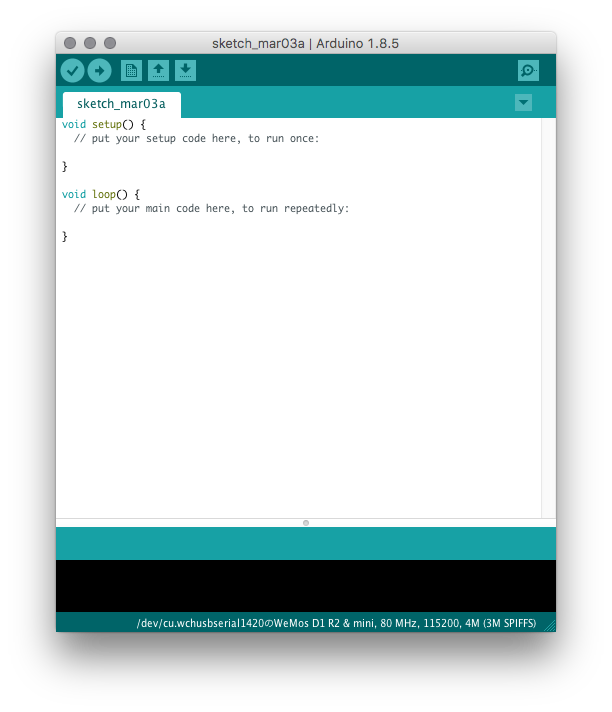 sketch_mar03a | Arduino 1.8.5
sketch_mar03a
void setup() {
  // put your setup code here, to run once:
}
void loop() {
  // put your main code here, to run repeatedly:
}
/dev/cu.wchusbserial1420のWeMos D1 R2 & mini, 80 MHz, 115200, 4M (3M SPIFFS)